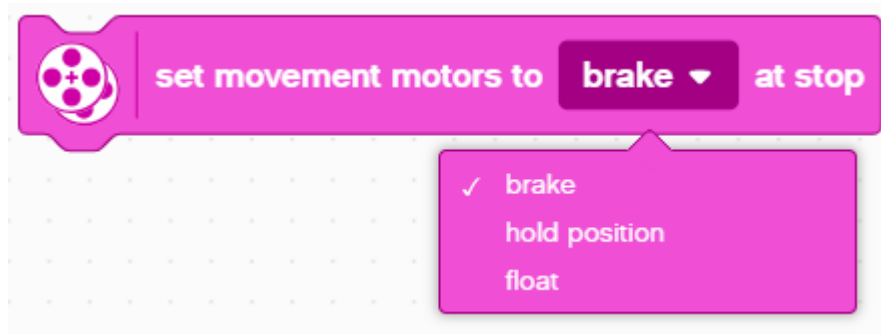 set movement motors to brake at stop
brake
hold position
float